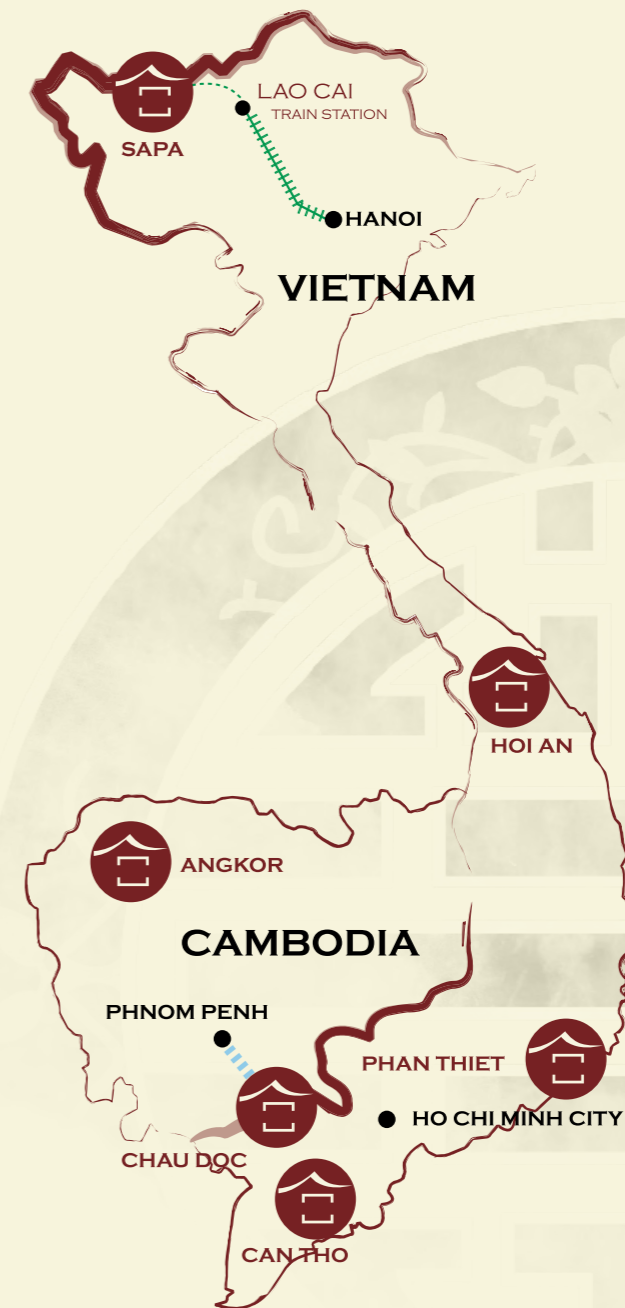 LAO CAI
TRAIN STATION
SAPA
HANOI
VIETNAM
HOI AN
ANGKOR
CAMBODIA
PHNOM PENH
PHAN THIET
HO CHI MINH CITY
CHAU DOC
CAN THO